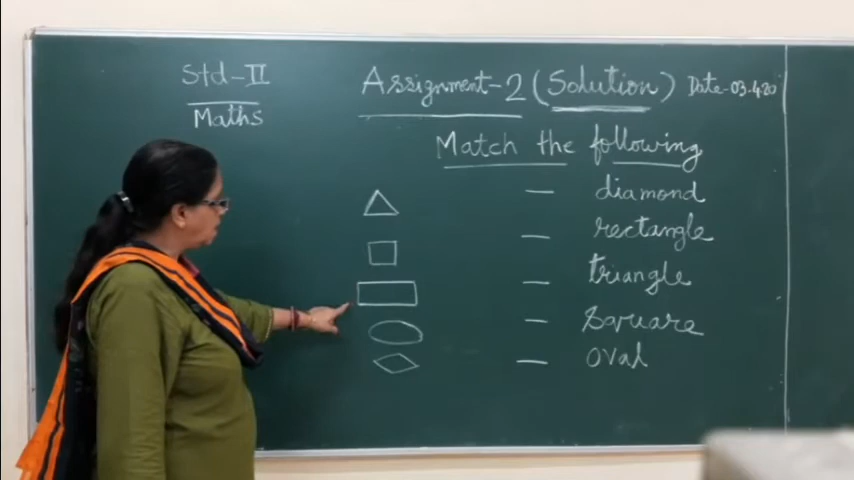 Std-II
Maths
Assignment-2 (Solution) Date-03.4.20
Match the following
— diamond
— rectangle
— triangle
— square
— oval